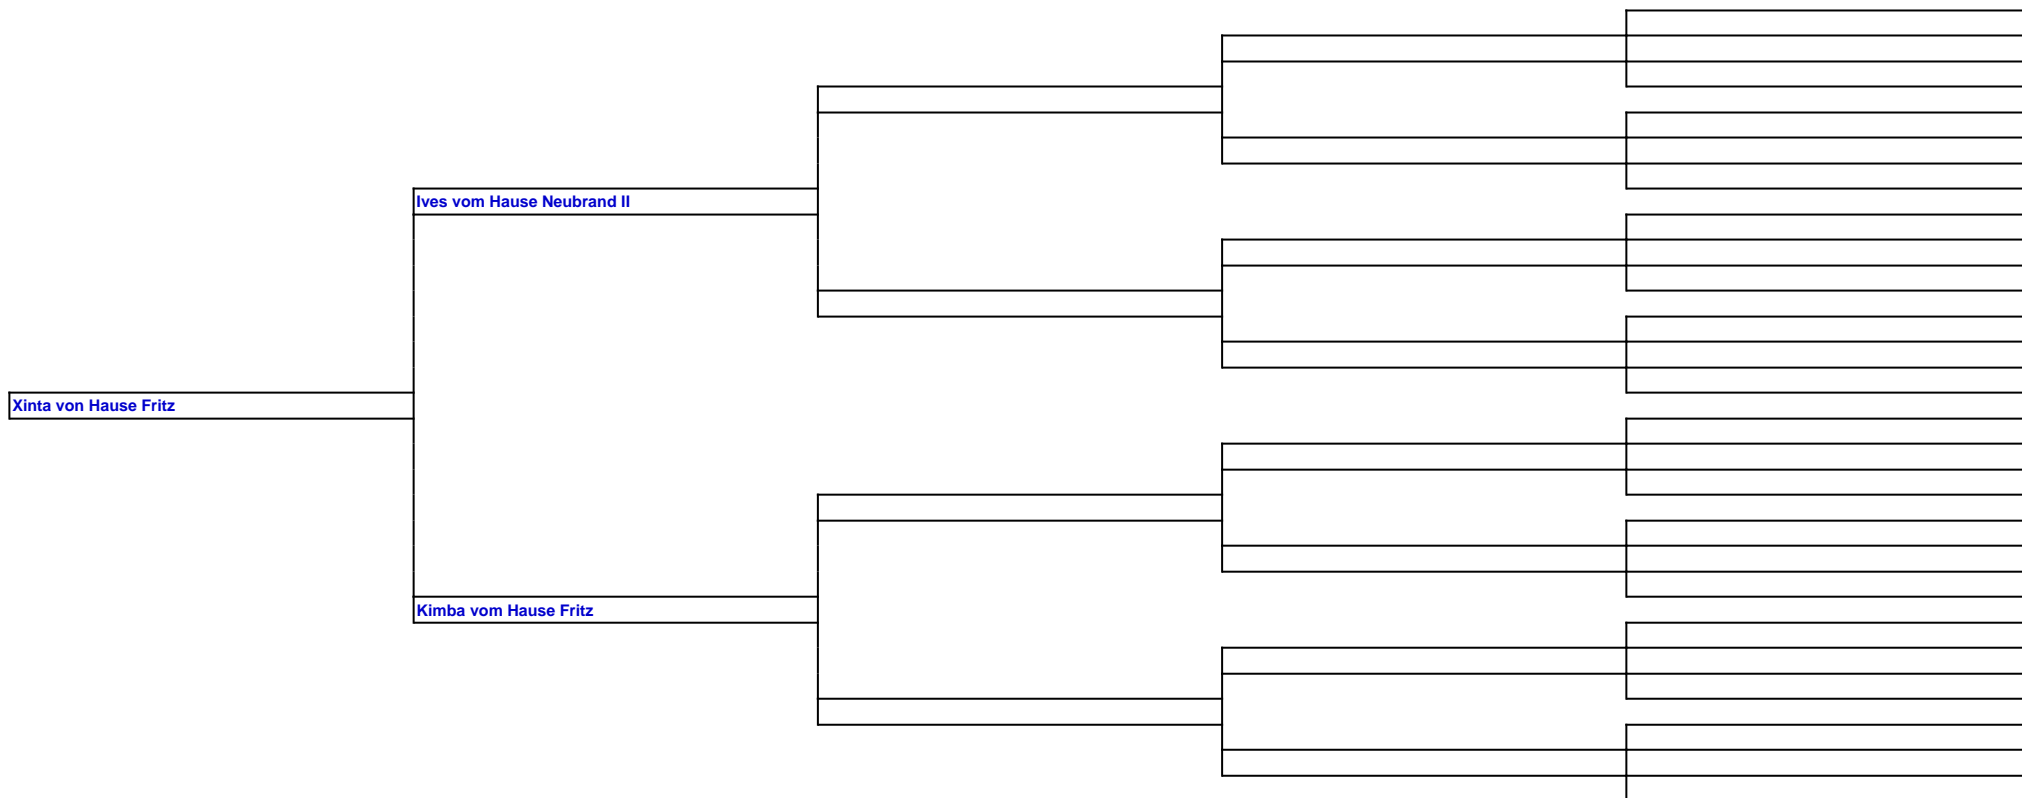 Ives vom Hause Neubrand II
Xinta von Hause Fritz
Kimba vom Hause Fritz